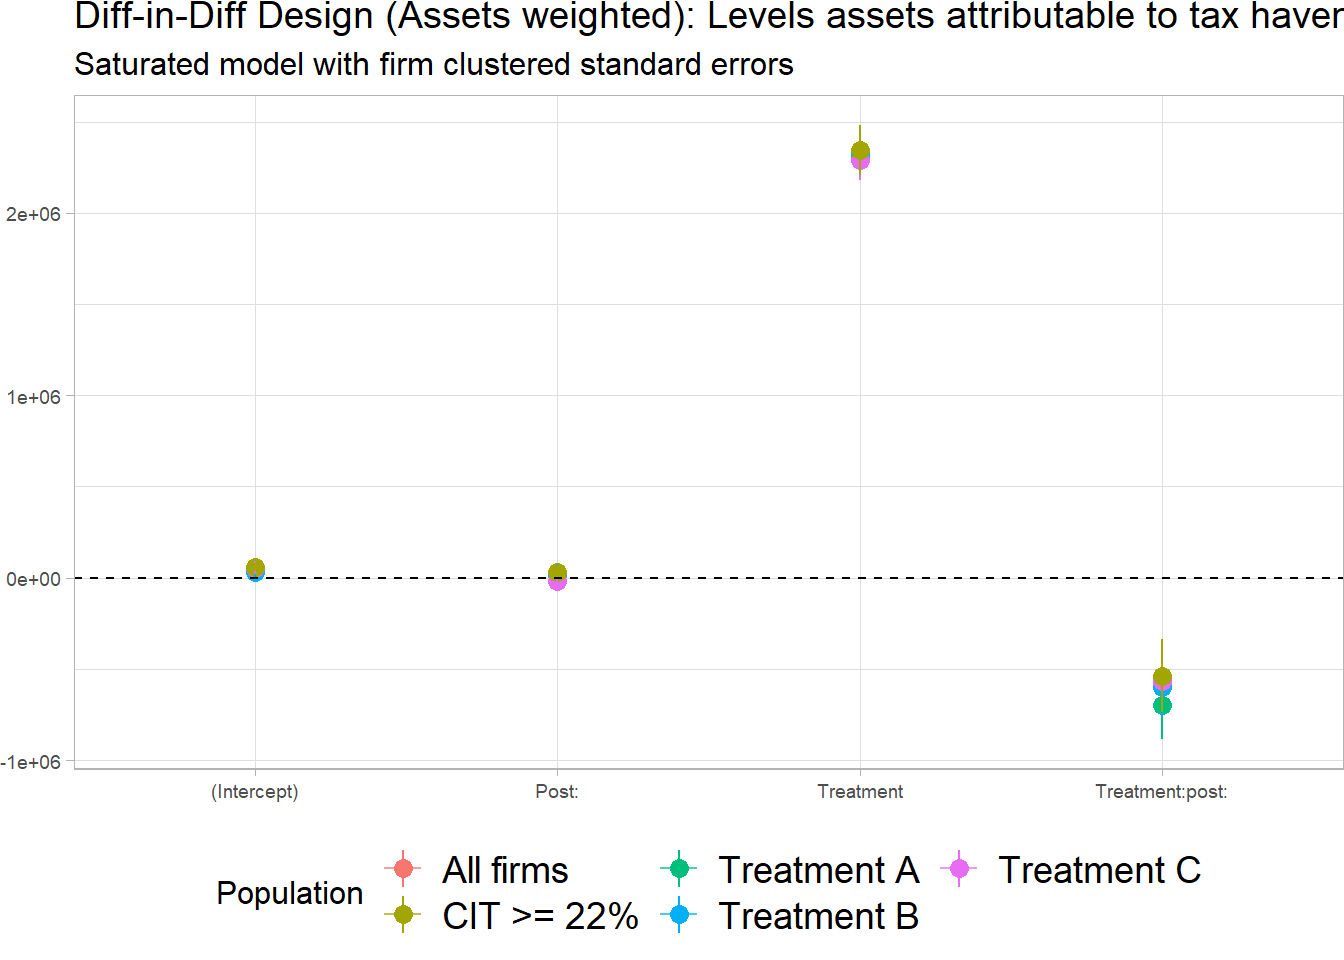 Diff-in-Diff Design (Assets weighted): Levels assets attributable to tax haven
Saturated model with firm clustered standard errors
2e+06
1e+06
0e+00
-1e+06
(Intercept) Post: Treatment Treatment:post:
Population
All firms Treatment A Treatment C
CIT >= 22% Treatment B